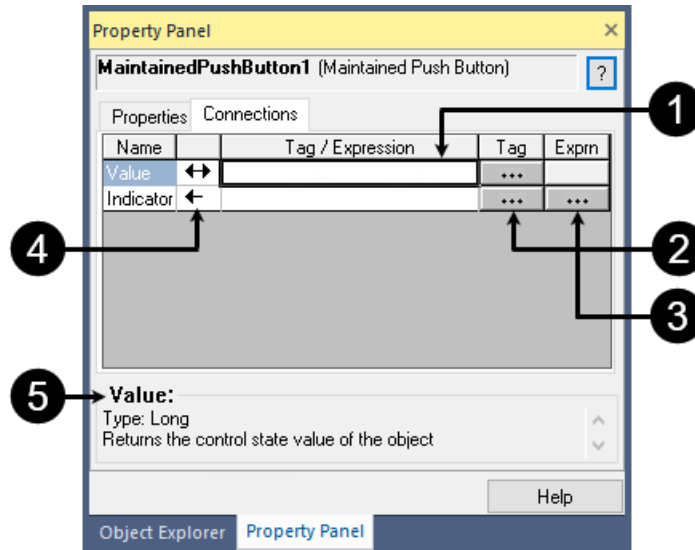 Property Panel ×
MaintainedPushButton1 (Maintained Push Button) ?
Properties Connections
1
Name Tag / Expression Tag Exprn
Value ↔ ...
Indicator ← ... ...
4
2
3
5
Value:
Type: Long
Returns the control state value of the object
Help
Object Explorer Property Panel